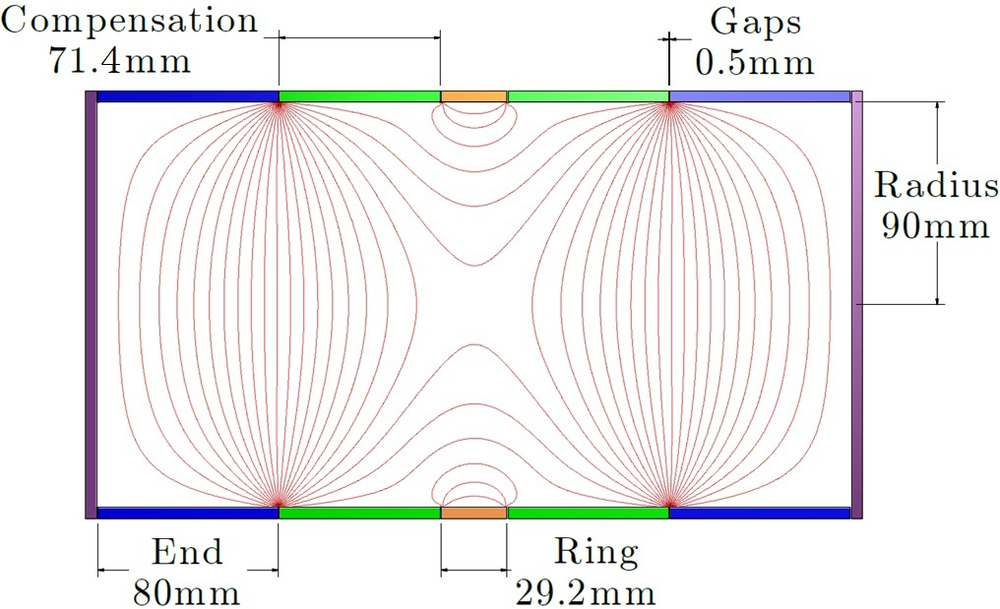 Compensation
71.4mm
Gaps
0.5mm
Radius
90mm
End
80mm
Ring
29.2mm